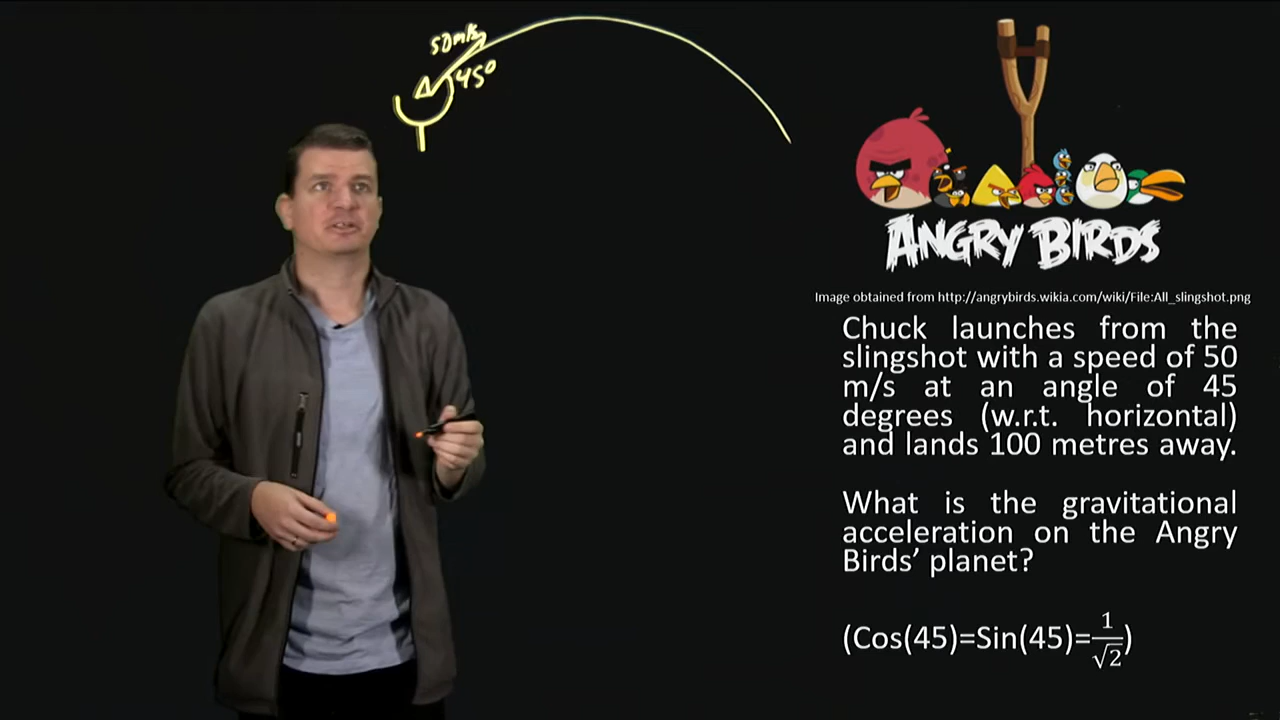 50m/s
45°
ANGRY BIRDS
Image obtained from http://angrybirds.wikia.com/wiki/File:All_slingshot.png
Chuck launches from the
slingshot with a speed of 50
m/s at an angle of 45
degrees (w.r.t. horizontal)
and lands 100 metres away.
What is the gravitational
acceleration on the Angry
Birds’ planet?
(Cos(45)=Sin(45)=1/√2)